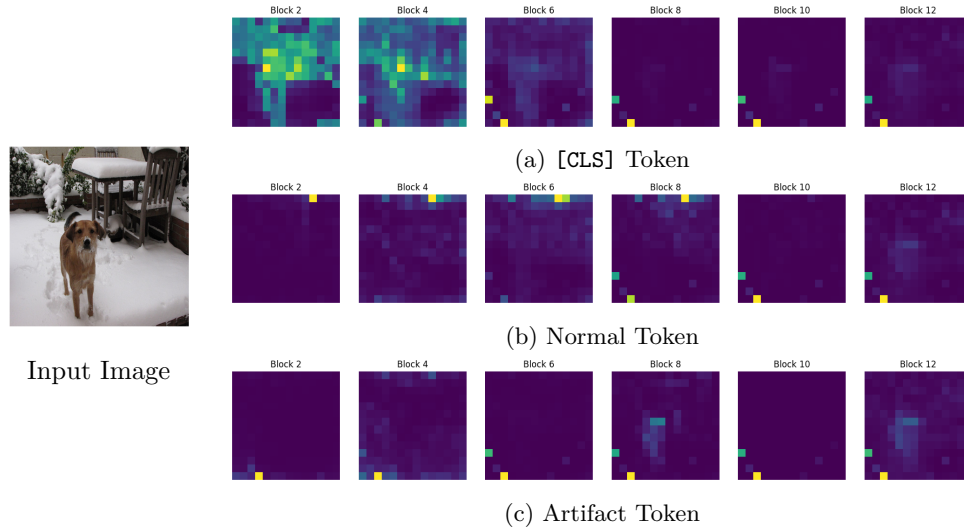 Block 2 Block 4 Block 6 Block 8 Block 10 Block 12
(a) [CLS] Token
Block 2 Block 4 Block 6 Block 8 Block 10 Block 12
(b) Normal Token
Input Image
Block 2 Block 4 Block 6 Block 8 Block 10 Block 12
(c) Artifact Token